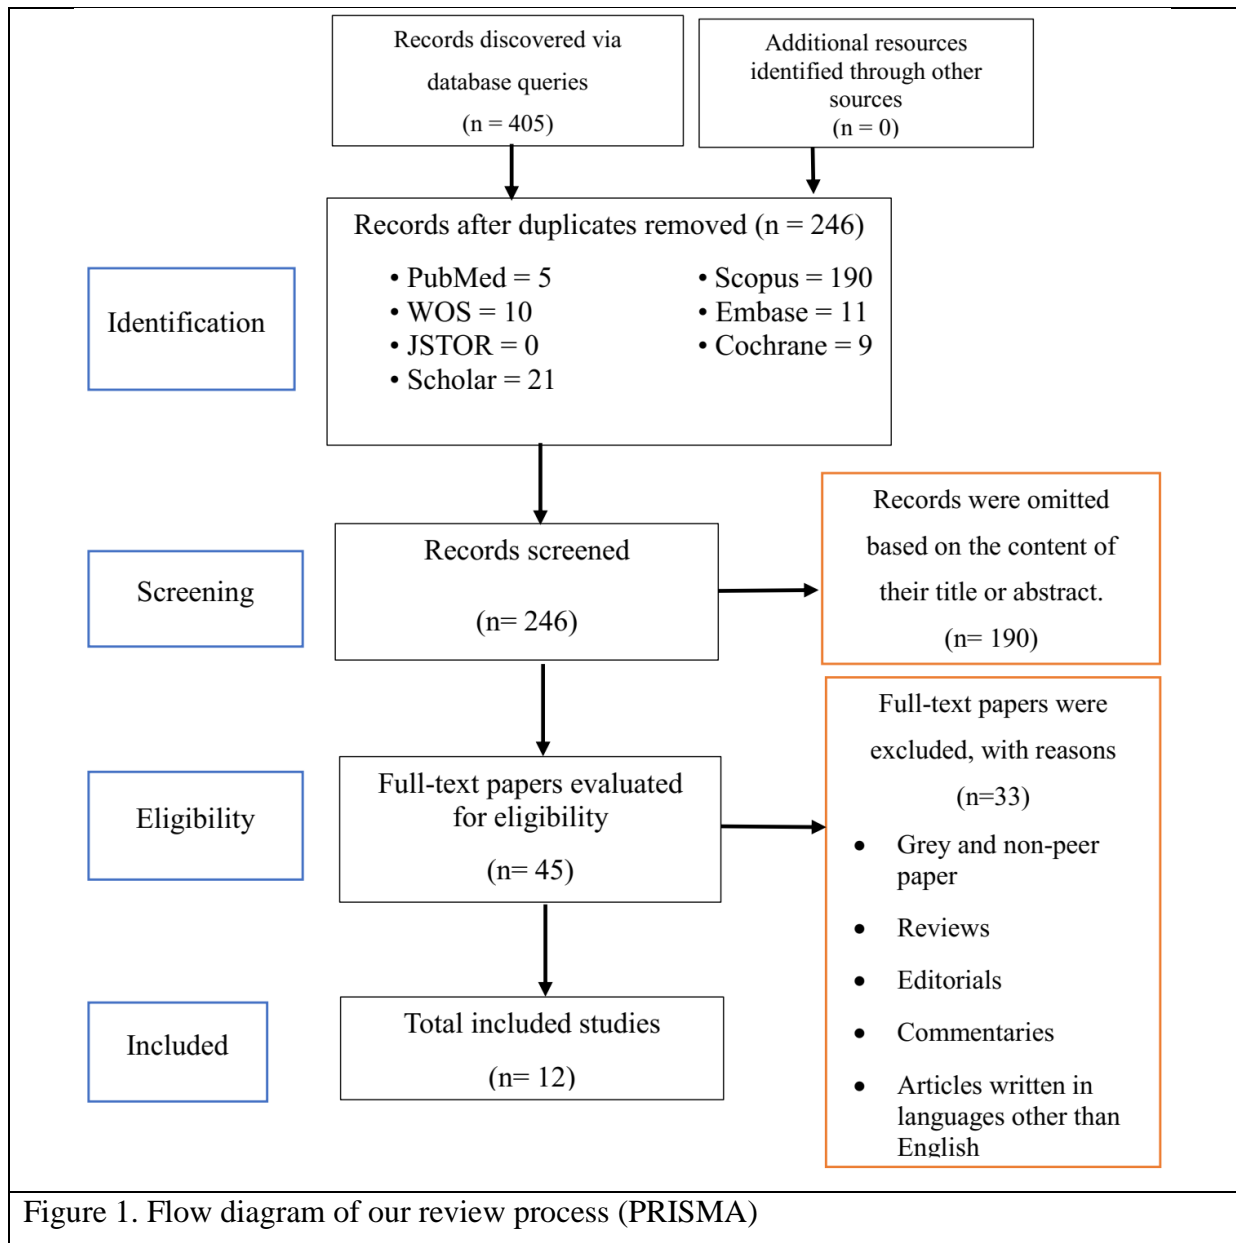 Records discovered via
database queries
(n = 405)
Additional resources
identified through other
sources
(n = 0)
Records after duplicates removed (n = 246)
• PubMed = 5
• WOS = 10
• JSTOR = 0
• Scholar = 21
• Scopus = 190
• Embase = 11
• Cochrane = 9
Identification
Records screened
(n= 246)
Screening
Records were omitted
based on the content of
their title or abstract.
(n= 190)
Full-text papers evaluated
for eligibility
(n= 45)
Eligibility
Full-text papers were
excluded, with reasons
(n=33)
• Grey and non-peer
paper
• Reviews
• Editorials
• Commentaries
• Articles written in
languages other than
English
Total included studies
(n= 12)
Included
Figure 1. Flow diagram of our review process (PRISMA)